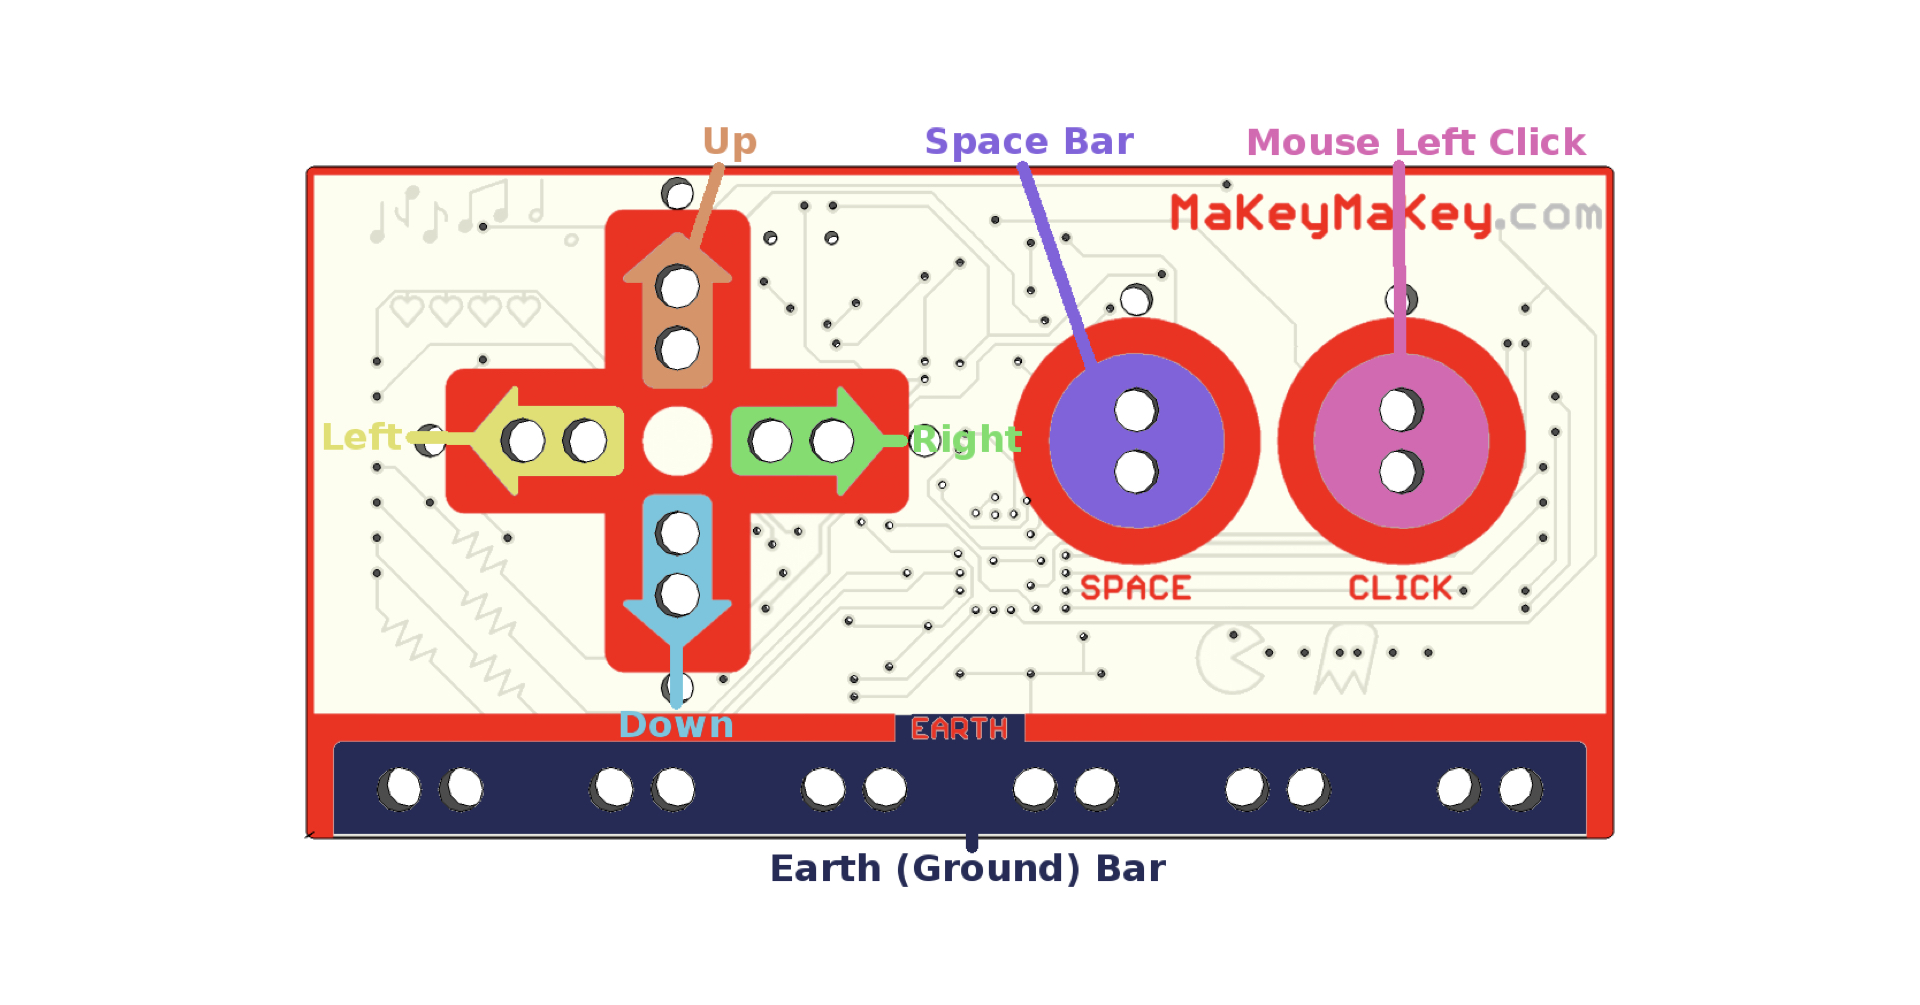 Up
Space Bar
Mouse Left Click
MaKeyMaKey.com
Left
Right
SPACE
CLICK
Down
EARTH
Earth (Ground) Bar